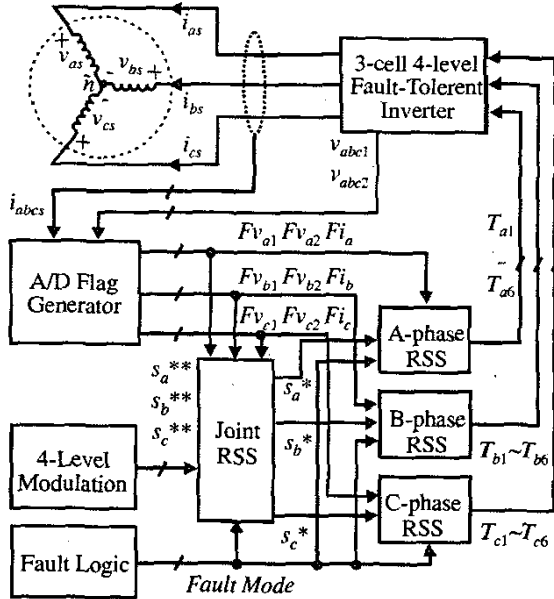 i_as
v_as
v_bs
n
i_bs
v_cs
i_cs
3-cell 4-level
Fault-Tolerent
Inverter
v_abc1
v_abc2
i_abcs
A/D Flag
Generator
Fv_a1 Fv_a2 Fi_a
Fv_b1 Fv_b2 Fi_b
Fv_c1 Fv_c2 Fi_c
T_a1
~
T_a6
A-phase
RSS
s_a**
s_b**
s_c**
s_a*
Joint
RSS
s_b*
B-phase
RSS
T_b1~T_b6
4-Level
Modulation
C-phase
RSS
s_c*
T_c1~T_c6
Fault Logic
Fault Mode